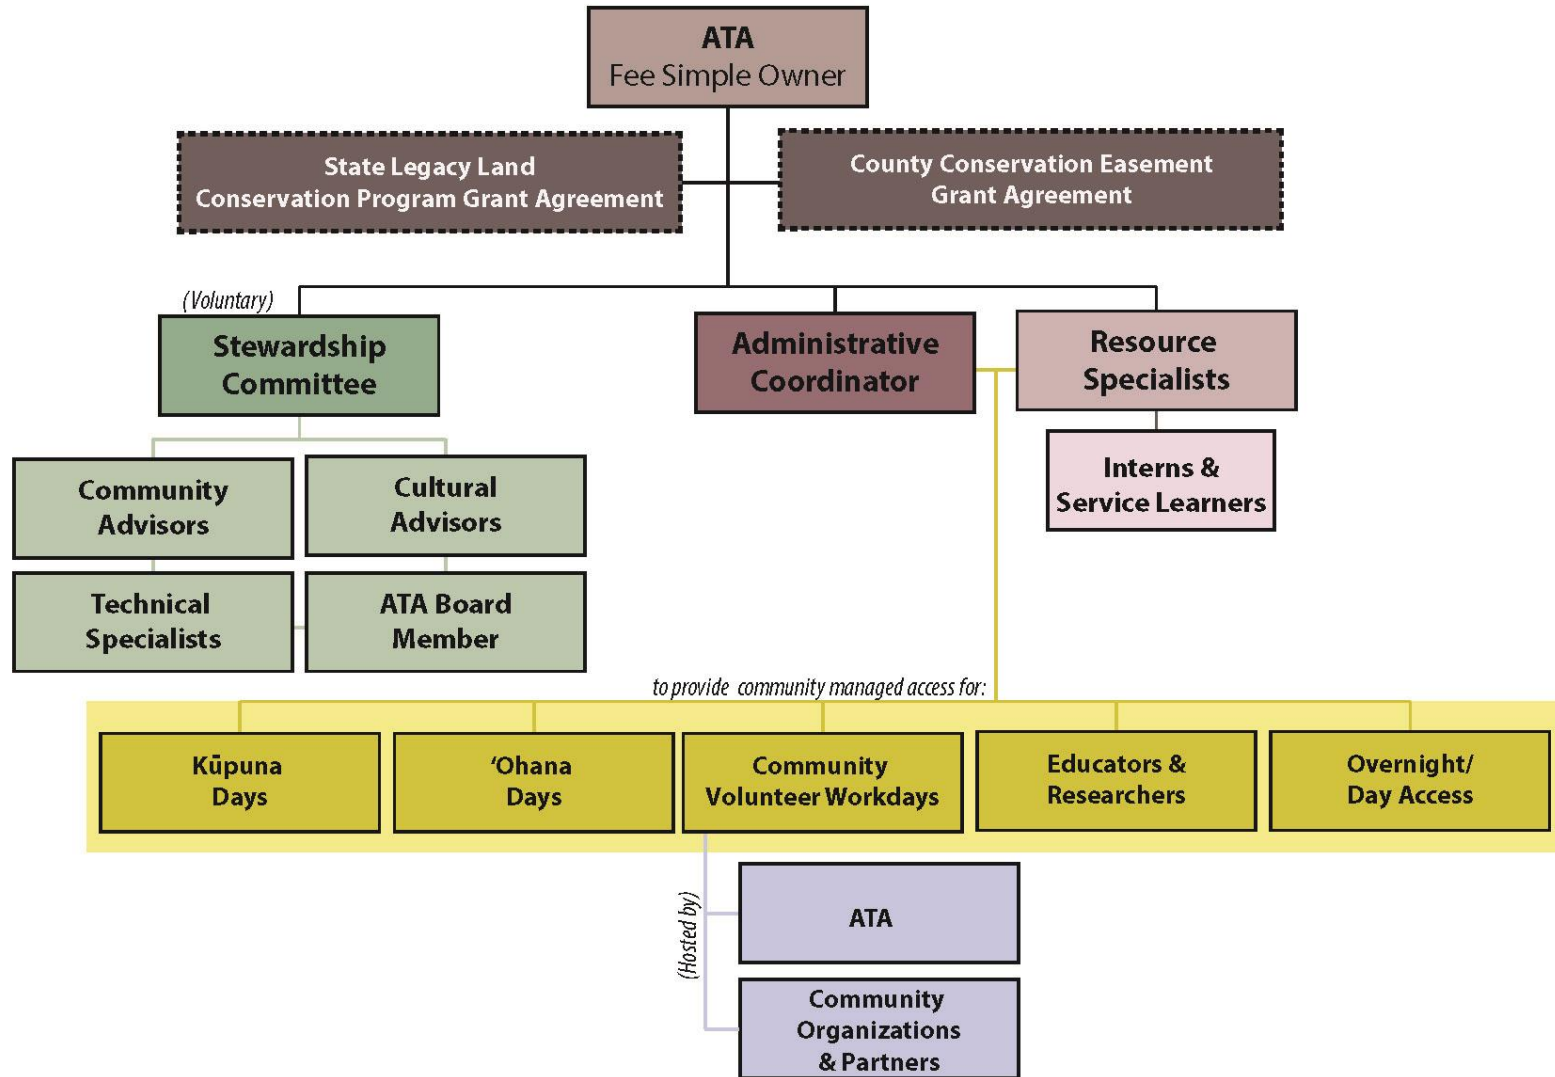 ATA
Fee Simple Owner
State Legacy Land
Conservation Program Grant Agreement
County Conservation Easement
Grant Agreement
(Voluntary)
Stewardship
Committee
Administrative
Coordinator
Resource
Specialists
Community
Advisors
Cultural
Advisors
Interns &
Service Learners
Technical
Specialists
ATA Board
Member
to provide community managed access for:
Kūpuna
Days
‘Ohana
Days
Community
Volunteer Workdays
Educators &
Researchers
Overnight/
Day Access
(Hosted by)
ATA
Community
Organizations
& Partners